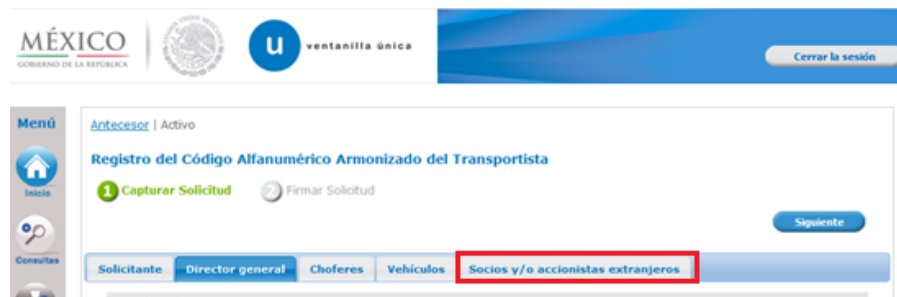 MÉXICO
GOBIERNO DE LA REPÚBLICA
u
ventanilla única
Cerrar la sesión
Menú
Inicio
Consultas
Antecesor | Activo
Registro del Código Alfanumérico Armonizado del Transportista
1 Capturar Solicitud
2 Firmar Solicitud
Siguiente
Solicitante
Director general
Choferes
Vehículos
Socios y/o accionistas extranjeros